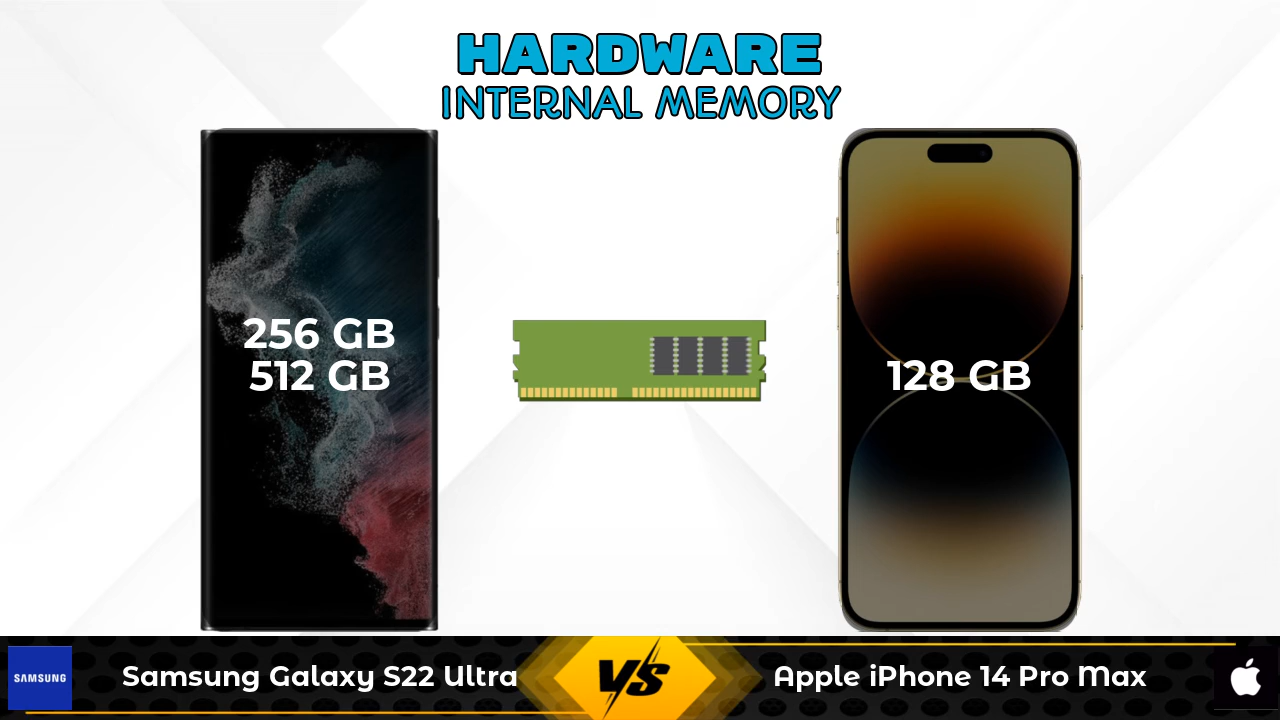 HARDWARE
INTERNAL MEMORY
256 GB
512 GB
128 GB
SAMSUNG
Samsung Galaxy S22 Ultra
VS
Apple iPhone 14 Pro Max